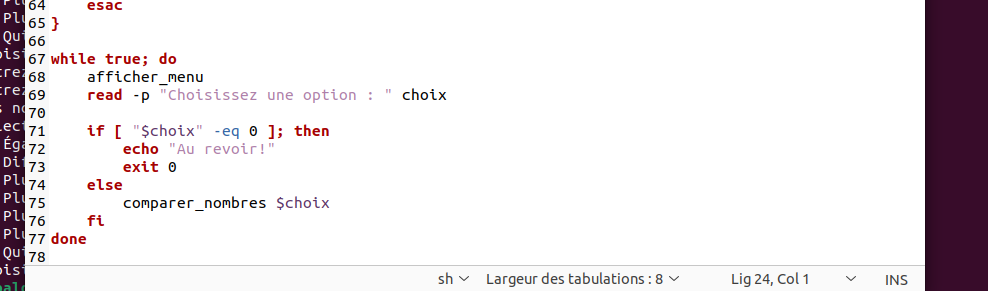 64 esac
65 }
66
67 while true; do
68 afficher_menu
69 read -p "Choisissez une option : " choix
70
71 if [ "$choix" -eq 0 ]; then
72 echo "Au revoir!"
73 exit 0
74 else
75 comparer_nombres $choix
76 fi
77 done
78
sh Largeur des tabulations : 8 Lig 24, Col 1 INS